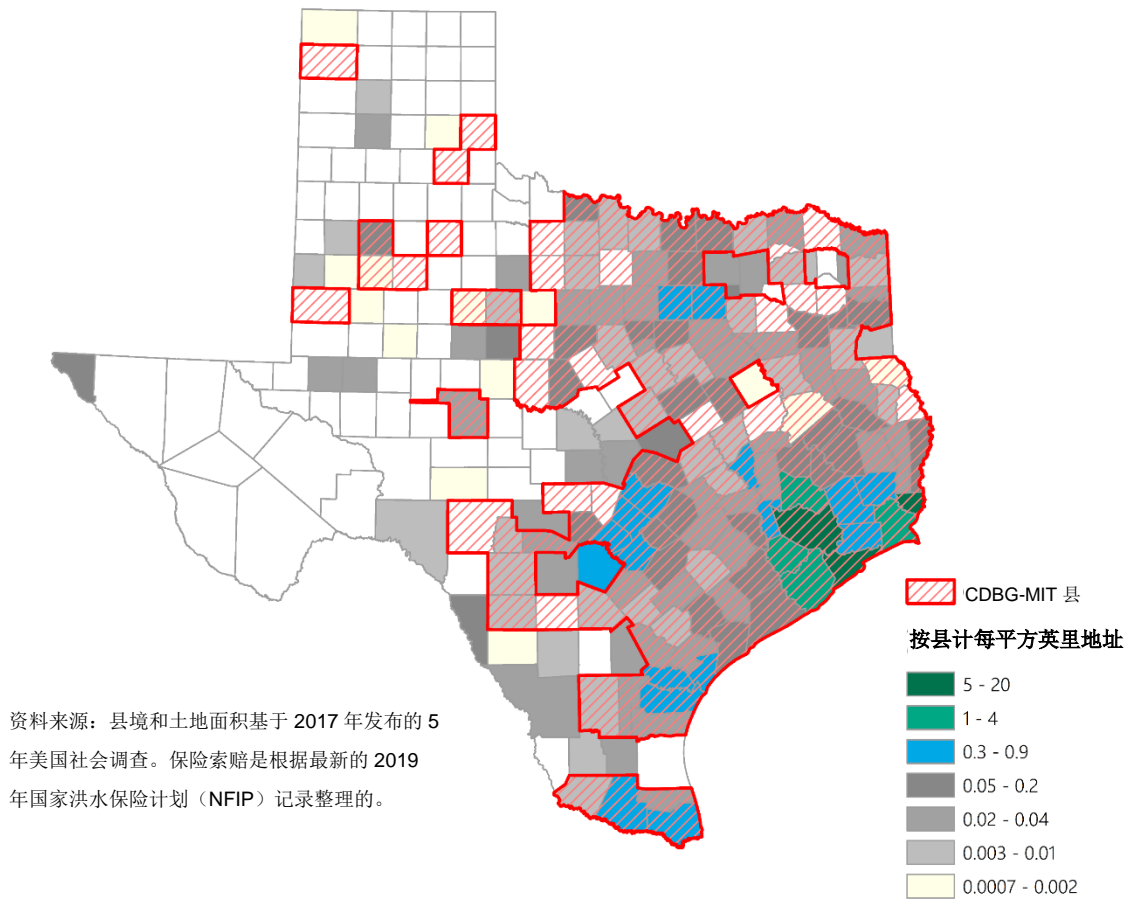 CDBG-MIT 县
按县计每平方英里地址
5 - 20
1 - 4
0.3 - 0.9
0.05 - 0.2
0.02 - 0.04
0.003 - 0.01
0.0007 - 0.002
资料来源：县境和土地面积基于 2017 年发布的 5
年美国社会调查。保险索赔是根据最新的 2019
年国家洪水保险计划（NFIP）记录整理的。